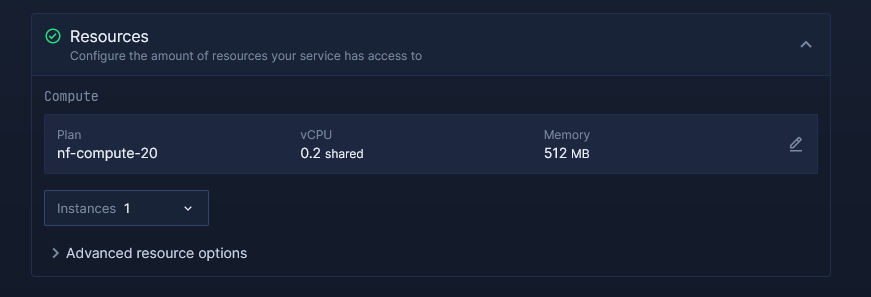 Resources
Configure the amount of resources your service has access to
Compute
Plan vCPU Memory
nf-compute-20 0.2 shared 512 MB
Instances 1
Advanced resource options